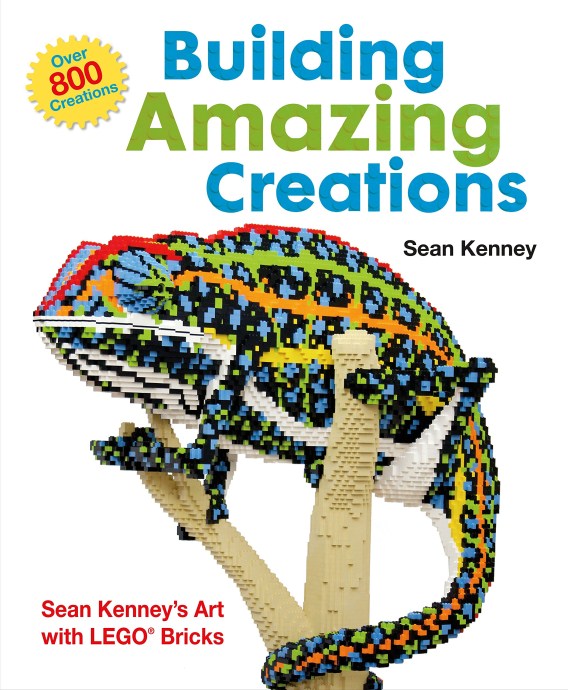 Over
800
Creations
Building
Amazing
Creations
Sean Kenney
Sean Kenney's Art
with LEGO® Bricks